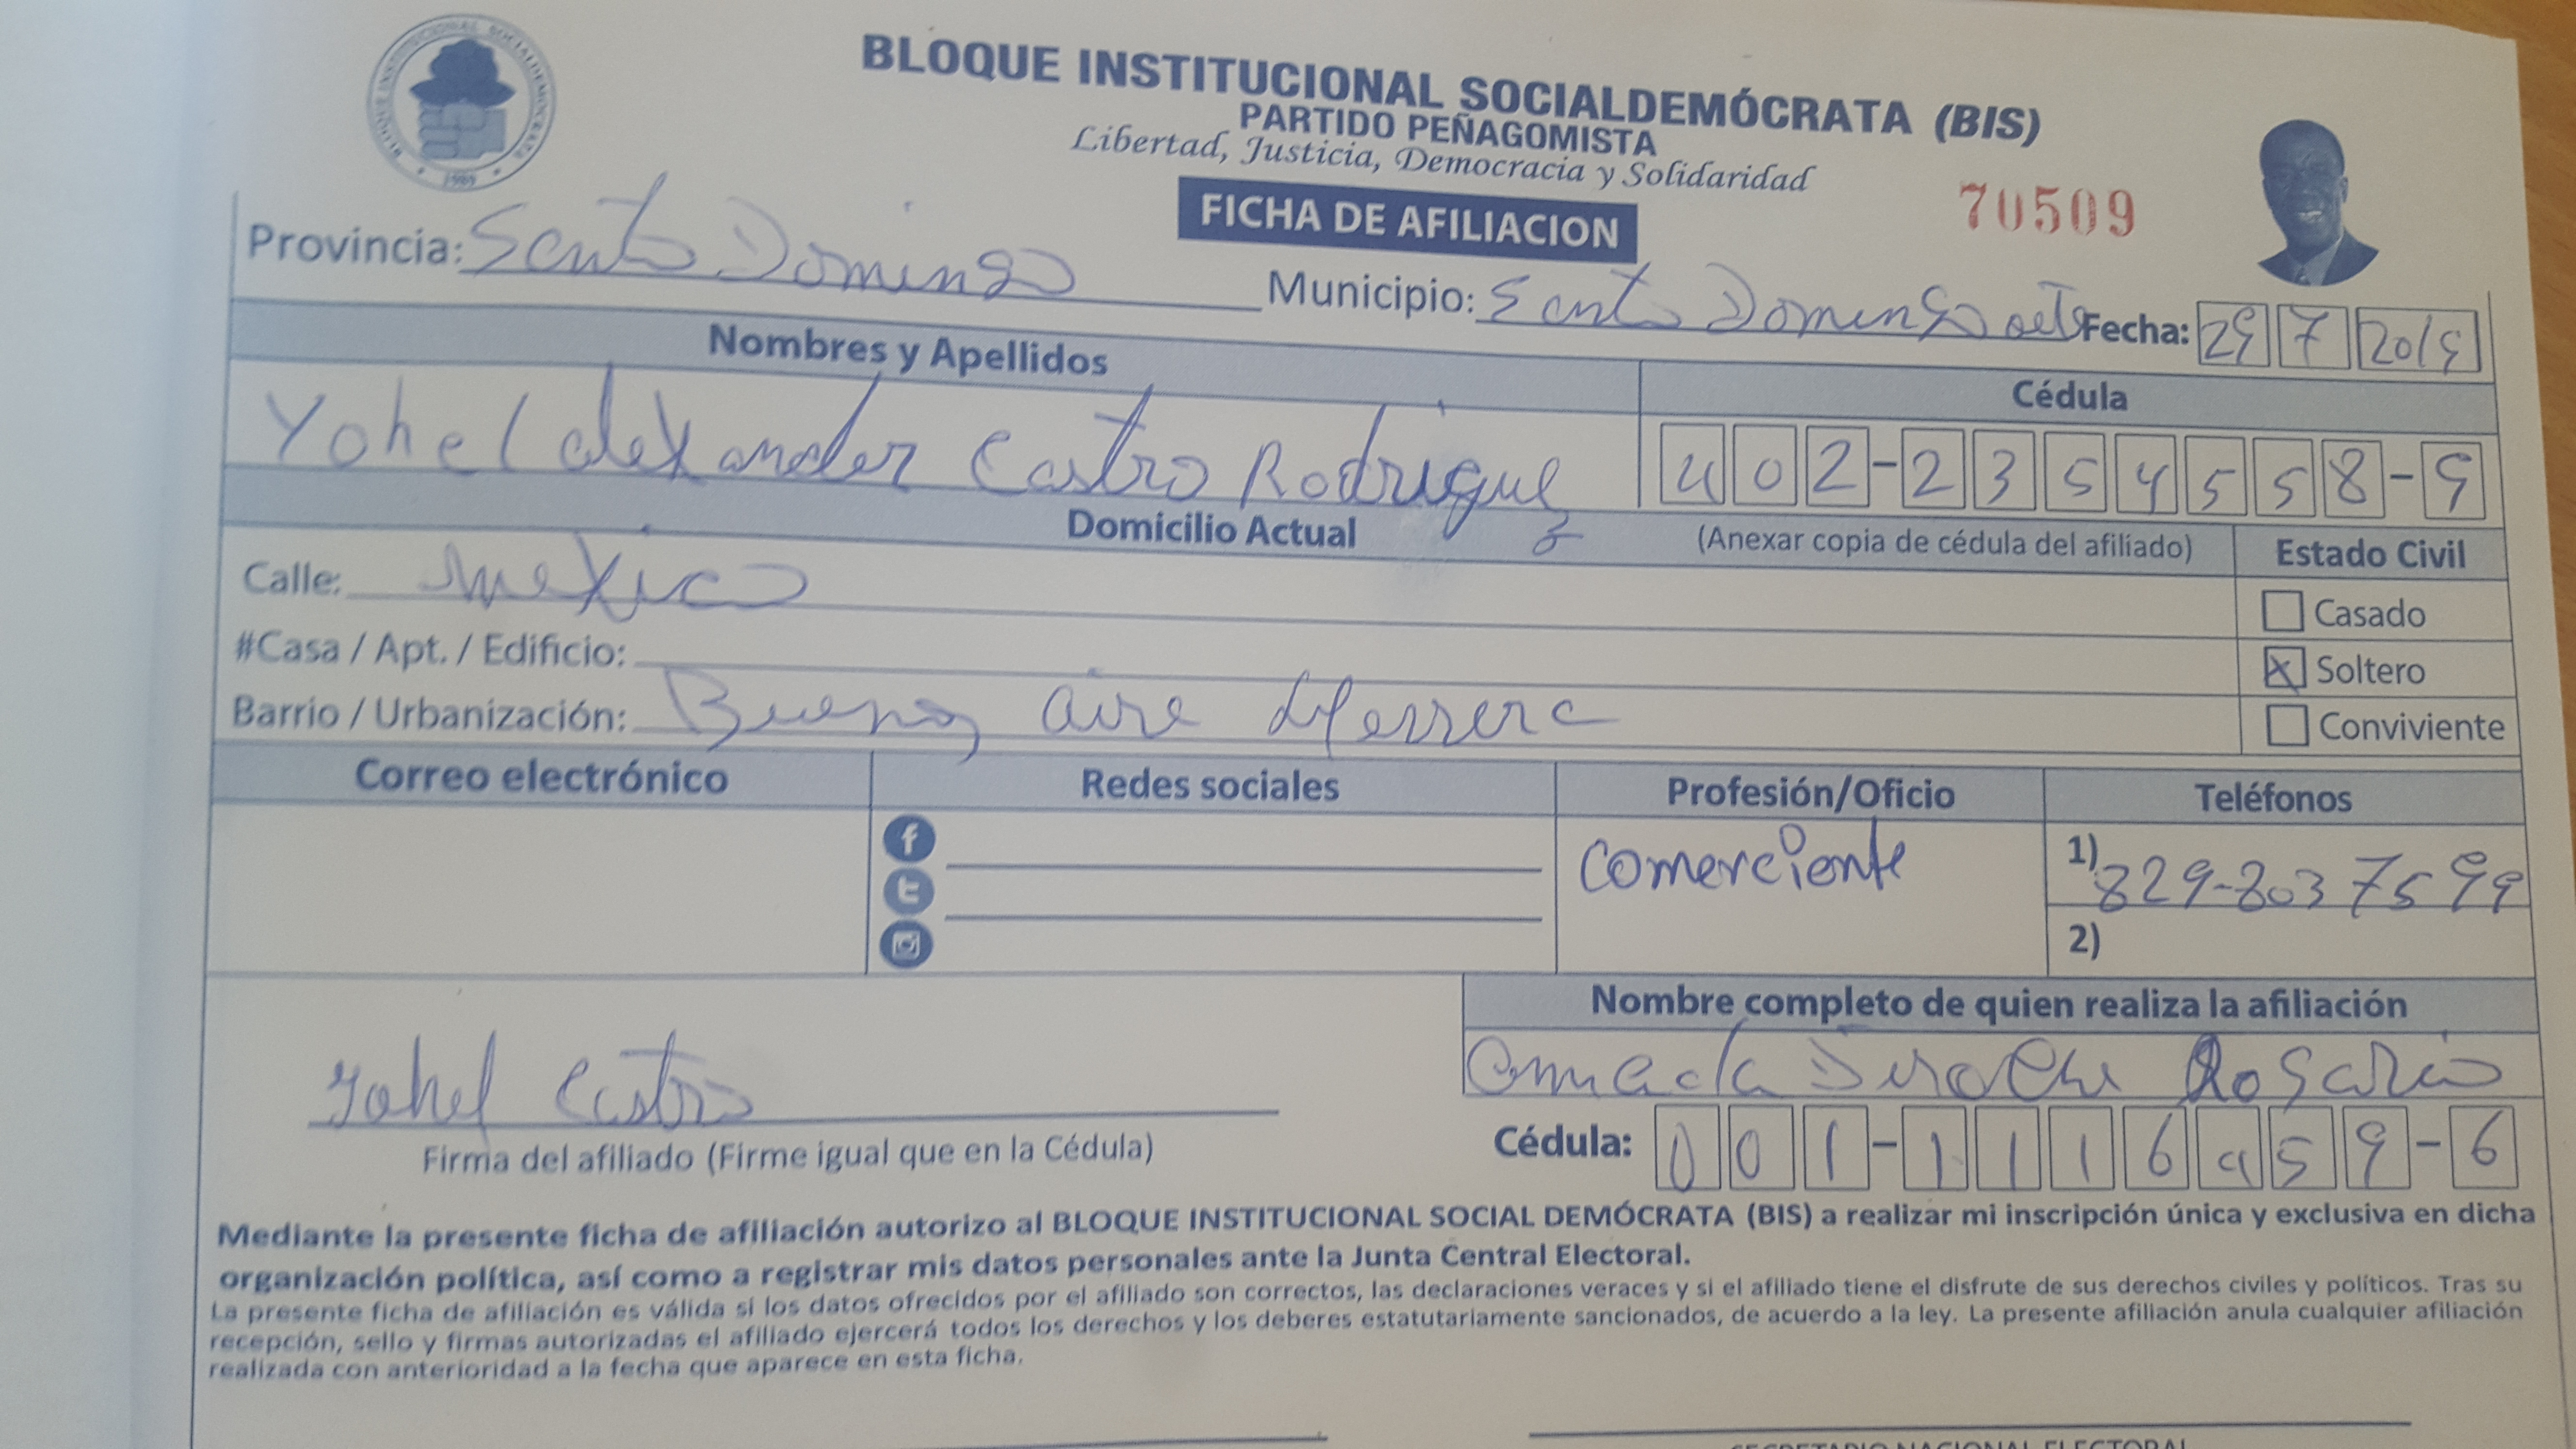 BLOQUE INSTITUCIONAL SOCIALDEMÓCRATA (BIS)
PARTIDO PEÑAGOMISTA
Libertad, Justicia, Democracia y Solidaridad
BLOQUE INSTITUCIONAL SOCIALDEMOCRATA
1989
FICHA DE AFILIACION
70509
Provincia: Santo Domingo
Municipio: Santo Domingo oeste Fecha: 29 7 2019
Nombres y Apellidos
Cédula
Yohel alexander Castro Rodriguez
402-2354558-9
Domicilio Actual
(Anexar copia de cédula del afiliado)
Estado Civil
Calle: mexico
Casado
#Casa / Apt. / Edificio:
X Soltero
Barrio / Urbanización: Buenos aire Herrera
Conviviente
Correo electrónico
Redes sociales
Profesión/Oficio
Teléfonos
comerciente
1) 829-803 7599
2)
Nombre completo de quien realiza la afiliación
Rosario
Yohel Castro
Firma del afiliado (Firme igual que en la Cédula)
Cédula: 001-1116959-6
Mediante la presente ficha de afiliación autorizo al BLOQUE INSTITUCIONAL SOCIAL DEMÓCRATA (BIS) a realizar mi inscripción única y exclusiva en dicha
organización política, así como a registrar mis datos personales ante la Junta Central Electoral.
La presente ficha de afiliación es válida si los datos ofrecidos por el afiliado son correctos, las declaraciones veraces y si el afiliado tiene el disfrute de sus derechos civiles y políticos. Tras su
recepción, sello y firmas autorizadas el afiliado ejercerá todos los derechos y los deberes estatutariamente sancionados, de acuerdo a la ley. La presente afiliación anula cualquier afiliación
realizada con anterioridad a la fecha que aparece en esta ficha.
SECRETARIO NACIONAL ELECTORAL